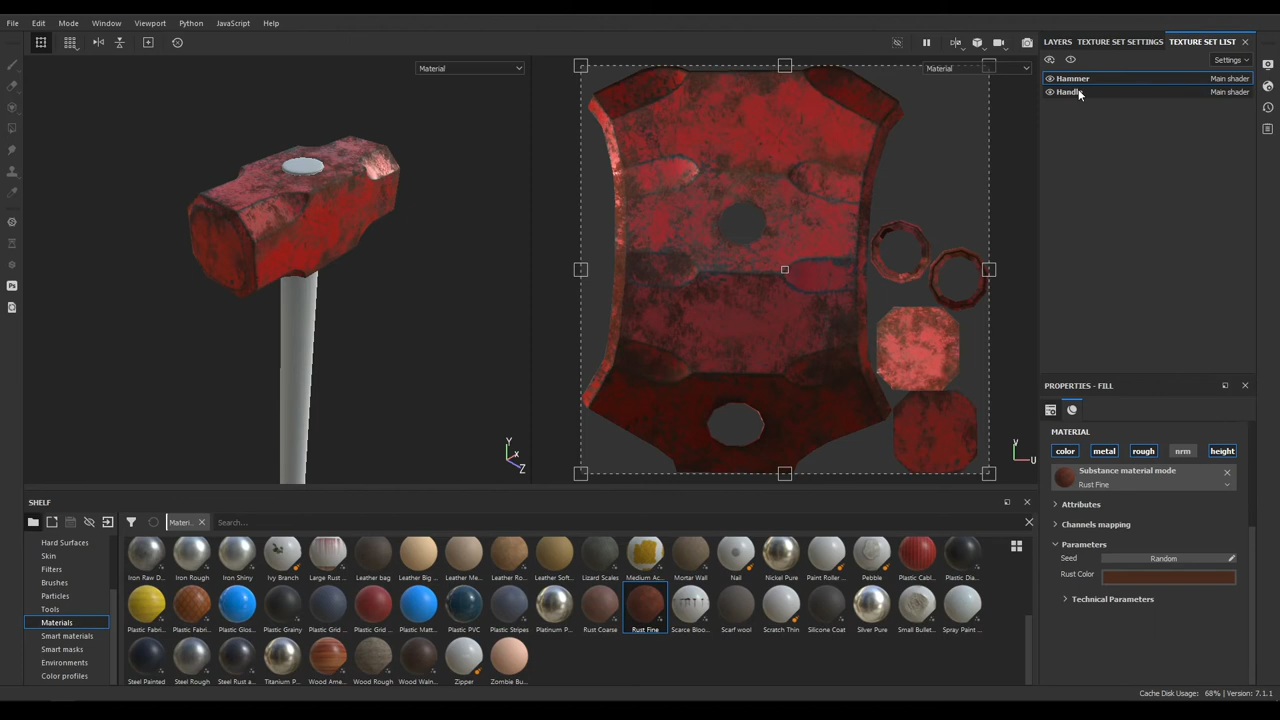 File Edit Mode Window Viewport Python JavaScript Help
LAYERS TEXTURE SET SETTINGS TEXTURE SET LIST
Settings
Material
Material
Hammer Main shader
Handle Main shader
Y
X
Z
V
U
PROPERTIES - FILL
MATERIAL
color metal rough nrm height
Substance material mode
Rust Fine
Attributes
Channels mapping
Parameters
Seed Random
Rust Color
Technical Parameters
SHELF
Materi... Search...
Hard Surfaces
Skin
Filters
Brushes
Particles
Tools
Materials
Smart materials
Smart masks
Environments
Color profiles
Iron Raw D... Iron Rough Iron Shiny Ivy Branch Large Rust ... Leather bag Leather Big ... Leather Me... Leather Ro... Leather Soft... Lizard Scales Medium Ac... Mortar Wall Nail Nickel Pure Paint Roller ... Pebble Plastic Cabl... Plastic Dia...
Plastic Fabri... Plastic Fabri... Plastic Glos... Plastic Grainy Plastic Grid ... Plastic Grid ... Plastic Matt... Plastic PVC Plastic Stripes Platinum P... Rust Coarse Rust Fine Scarce Bloo... Scarf wool Scratch Thin Silicone Coat Silver Pure Small Bullet... Spray Paint ...
Steel Painted Steel Rough Steel Rust a... Titanium P... Wood Ame... Wood Rough Wood Waln... Zipper Zombie Bu...
Cache Disk Usage: 68% | Version: 7.1.1